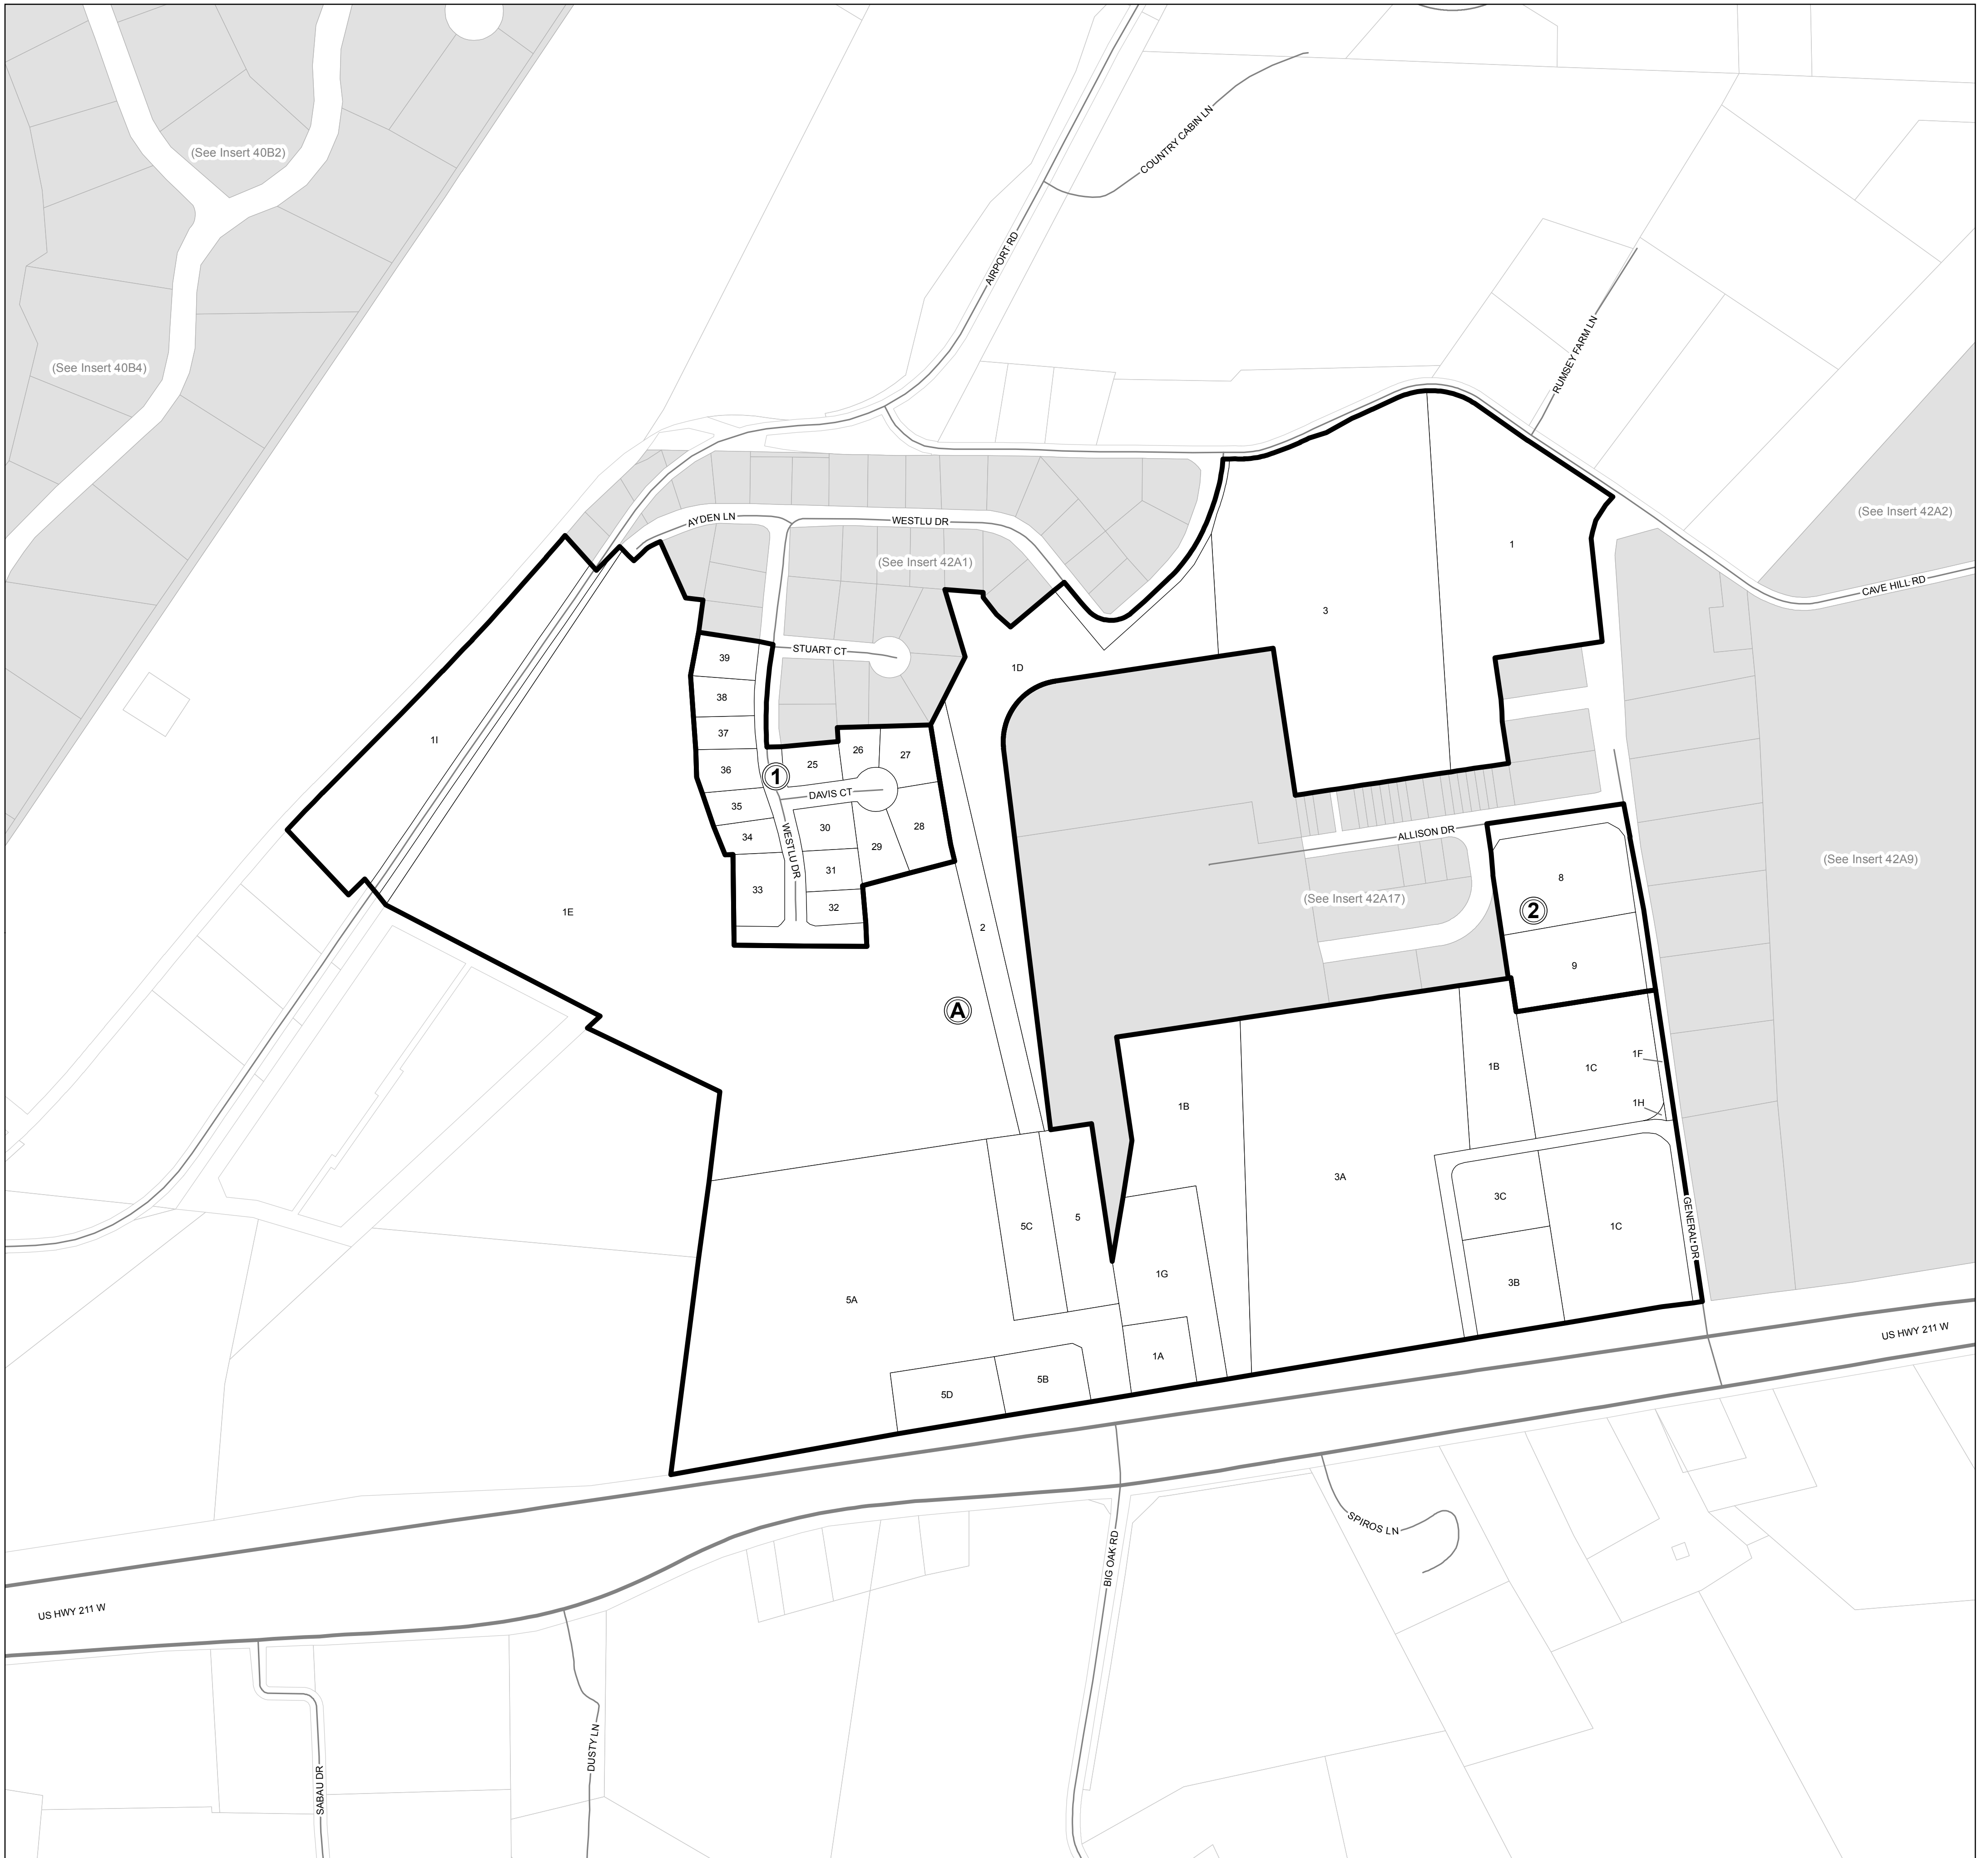 (See Insert 40B2)
COUNTRY CABIN LN
AIRPORT RD
(See Insert 40B4)
RUMSEY FARM LN
AYDEN LN
WESTLU DR
(See Insert 42A1)
(See Insert 42A2)
CAVE HILL RD
1
3
STUART CT
39
1D
38
37
1I
36
1
25
26
27
DAVIS CT
35
34
WESTLU DR
30
28
29
31
33
32
1E
2
ALLISON DR
(See Insert 42A17)
8
2
9
(See Insert 42A9)
A
1B
1F
1C
1H
1B
3A
3C
1C
GENERAL DR
3B
5C
5
1G
5A
1A
5B
5D
US HWY 211 W
SPIROS LN
BIG OAK RD
US HWY 211 W
DUSTY LN
SABAU DR